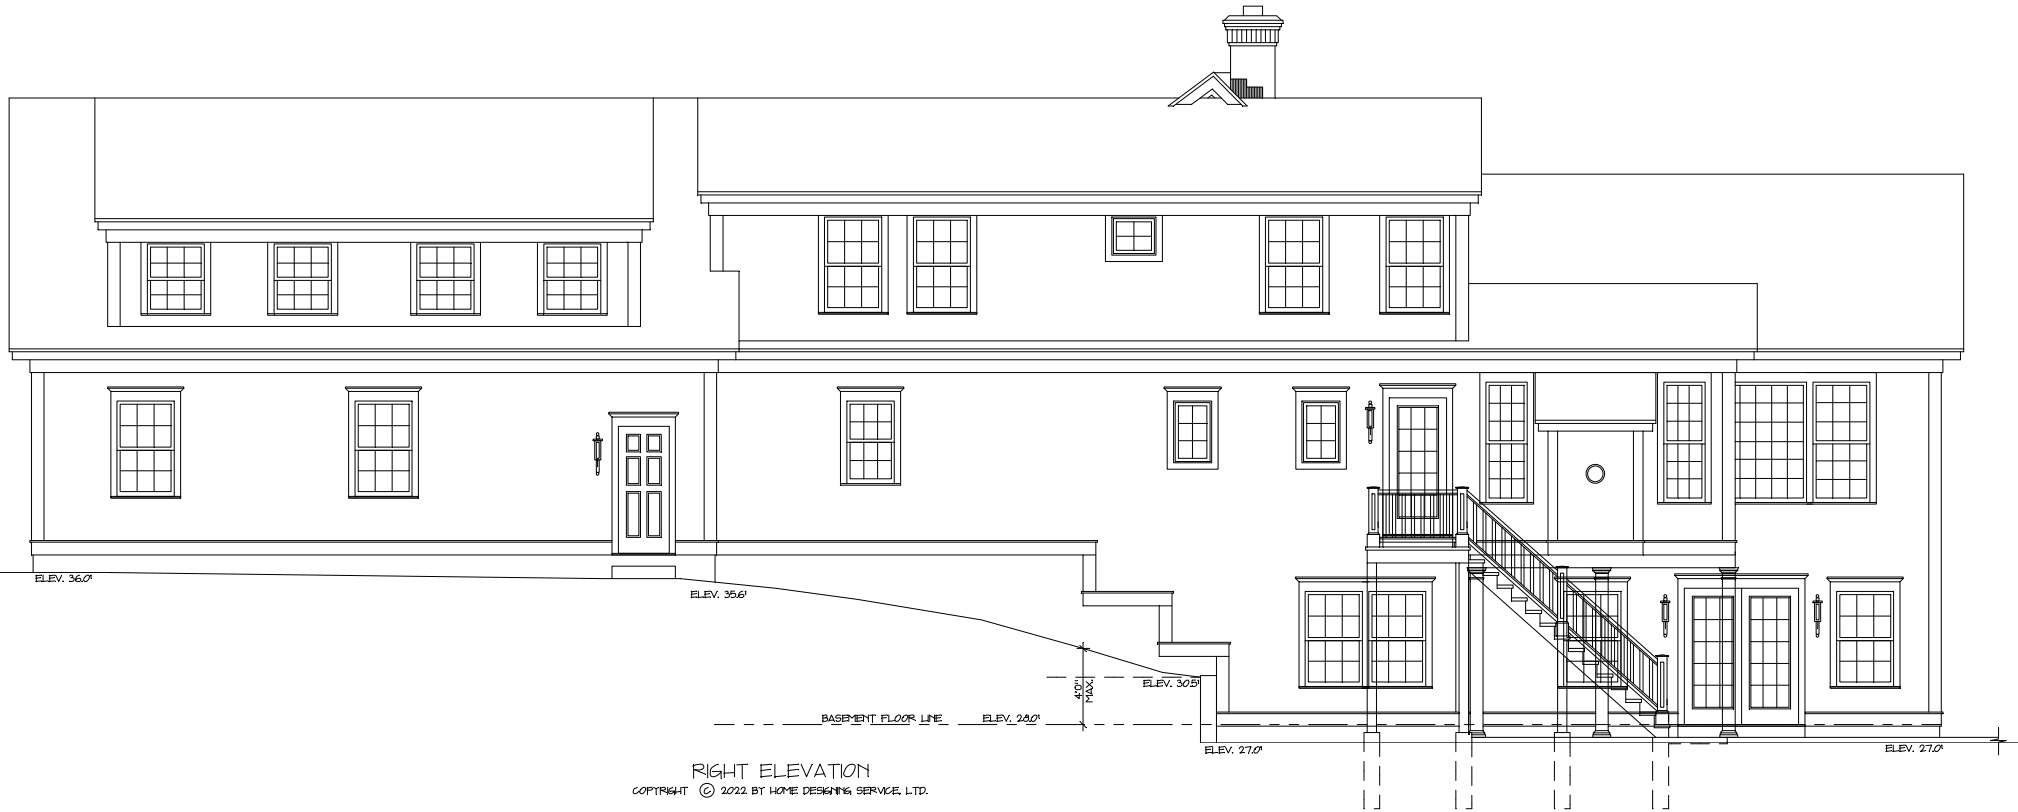 ELEV. 36.0'
ELEV. 35.6'
4'0"
MAX.
ELEV. 30.5'
BASEMENT FLOOR LINE ELEV. 28.0'
ELEV. 27.0'
ELEV. 27.0'
RIGHT ELEVATION
COPYRIGHT © 2022 BY HOME DESIGNING SERVICE, LTD.